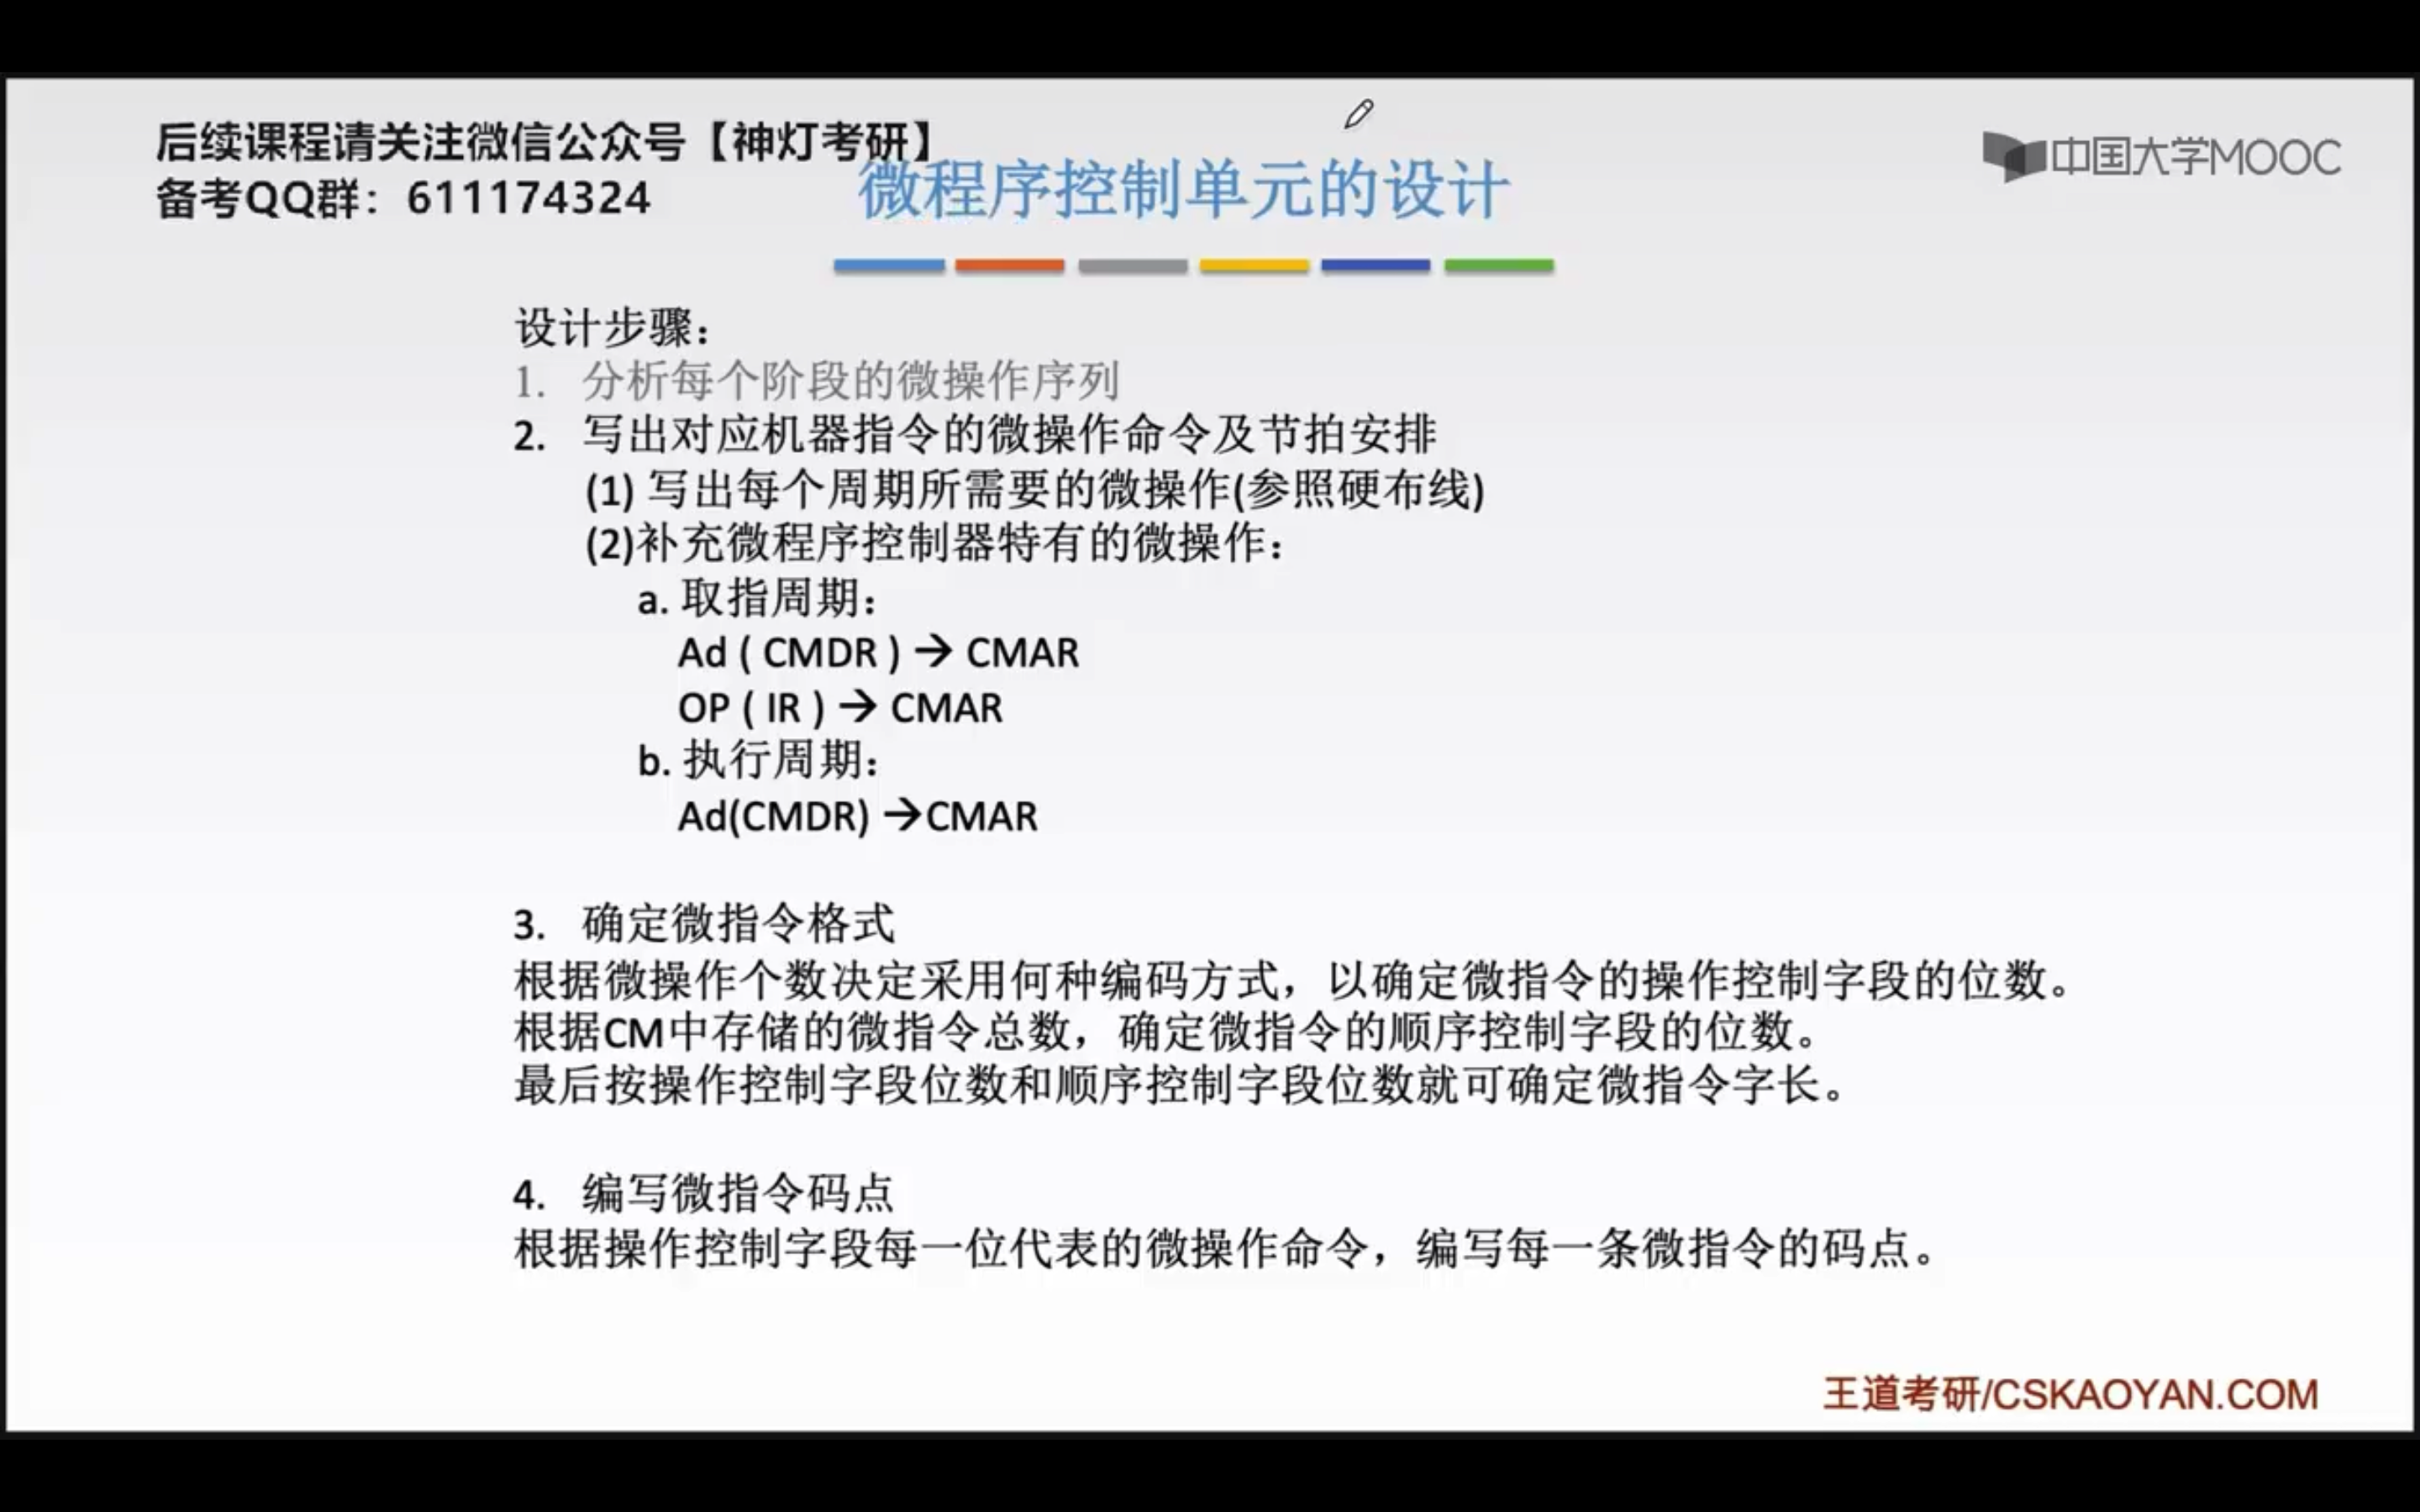 后续课程请关注微信公众号【神灯考研】
备考QQ群：611174324
中国大学MOOC
微程序控制单元的设计
设计步骤：
1. 分析每个阶段的微操作序列
2. 写出对应机器指令的微操作命令及节拍安排
(1) 写出每个周期所需要的微操作(参照硬布线)
(2)补充微程序控制器特有的微操作：
a. 取指周期：
Ad ( CMDR ) → CMAR
OP ( IR ) → CMAR
b. 执行周期：
Ad(CMDR) →CMAR
3. 确定微指令格式
根据微操作个数决定采用何种编码方式，以确定微指令的操作控制字段的位数。
根据CM中存储的微指令总数，确定微指令的顺序控制字段的位数。
最后按操作控制字段位数和顺序控制字段位数就可确定微指令字长。
4. 编写微指令码点
根据操作控制字段每一位代表的微操作命令，编写每一条微指令的码点。
王道考研/CSKAOYAN.COM